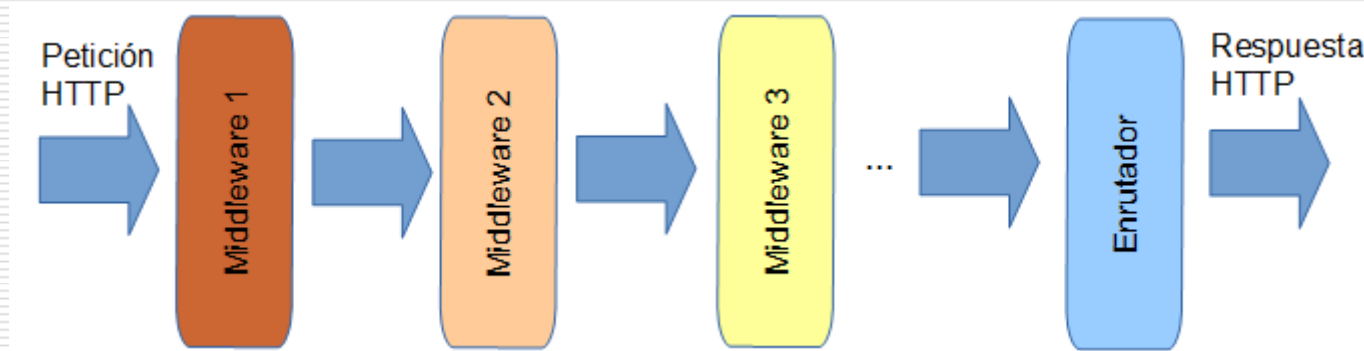 Petición
HTTP
Middleware 1
Middleware 2
Middleware 3
...
Enrutador
Respuesta
HTTP